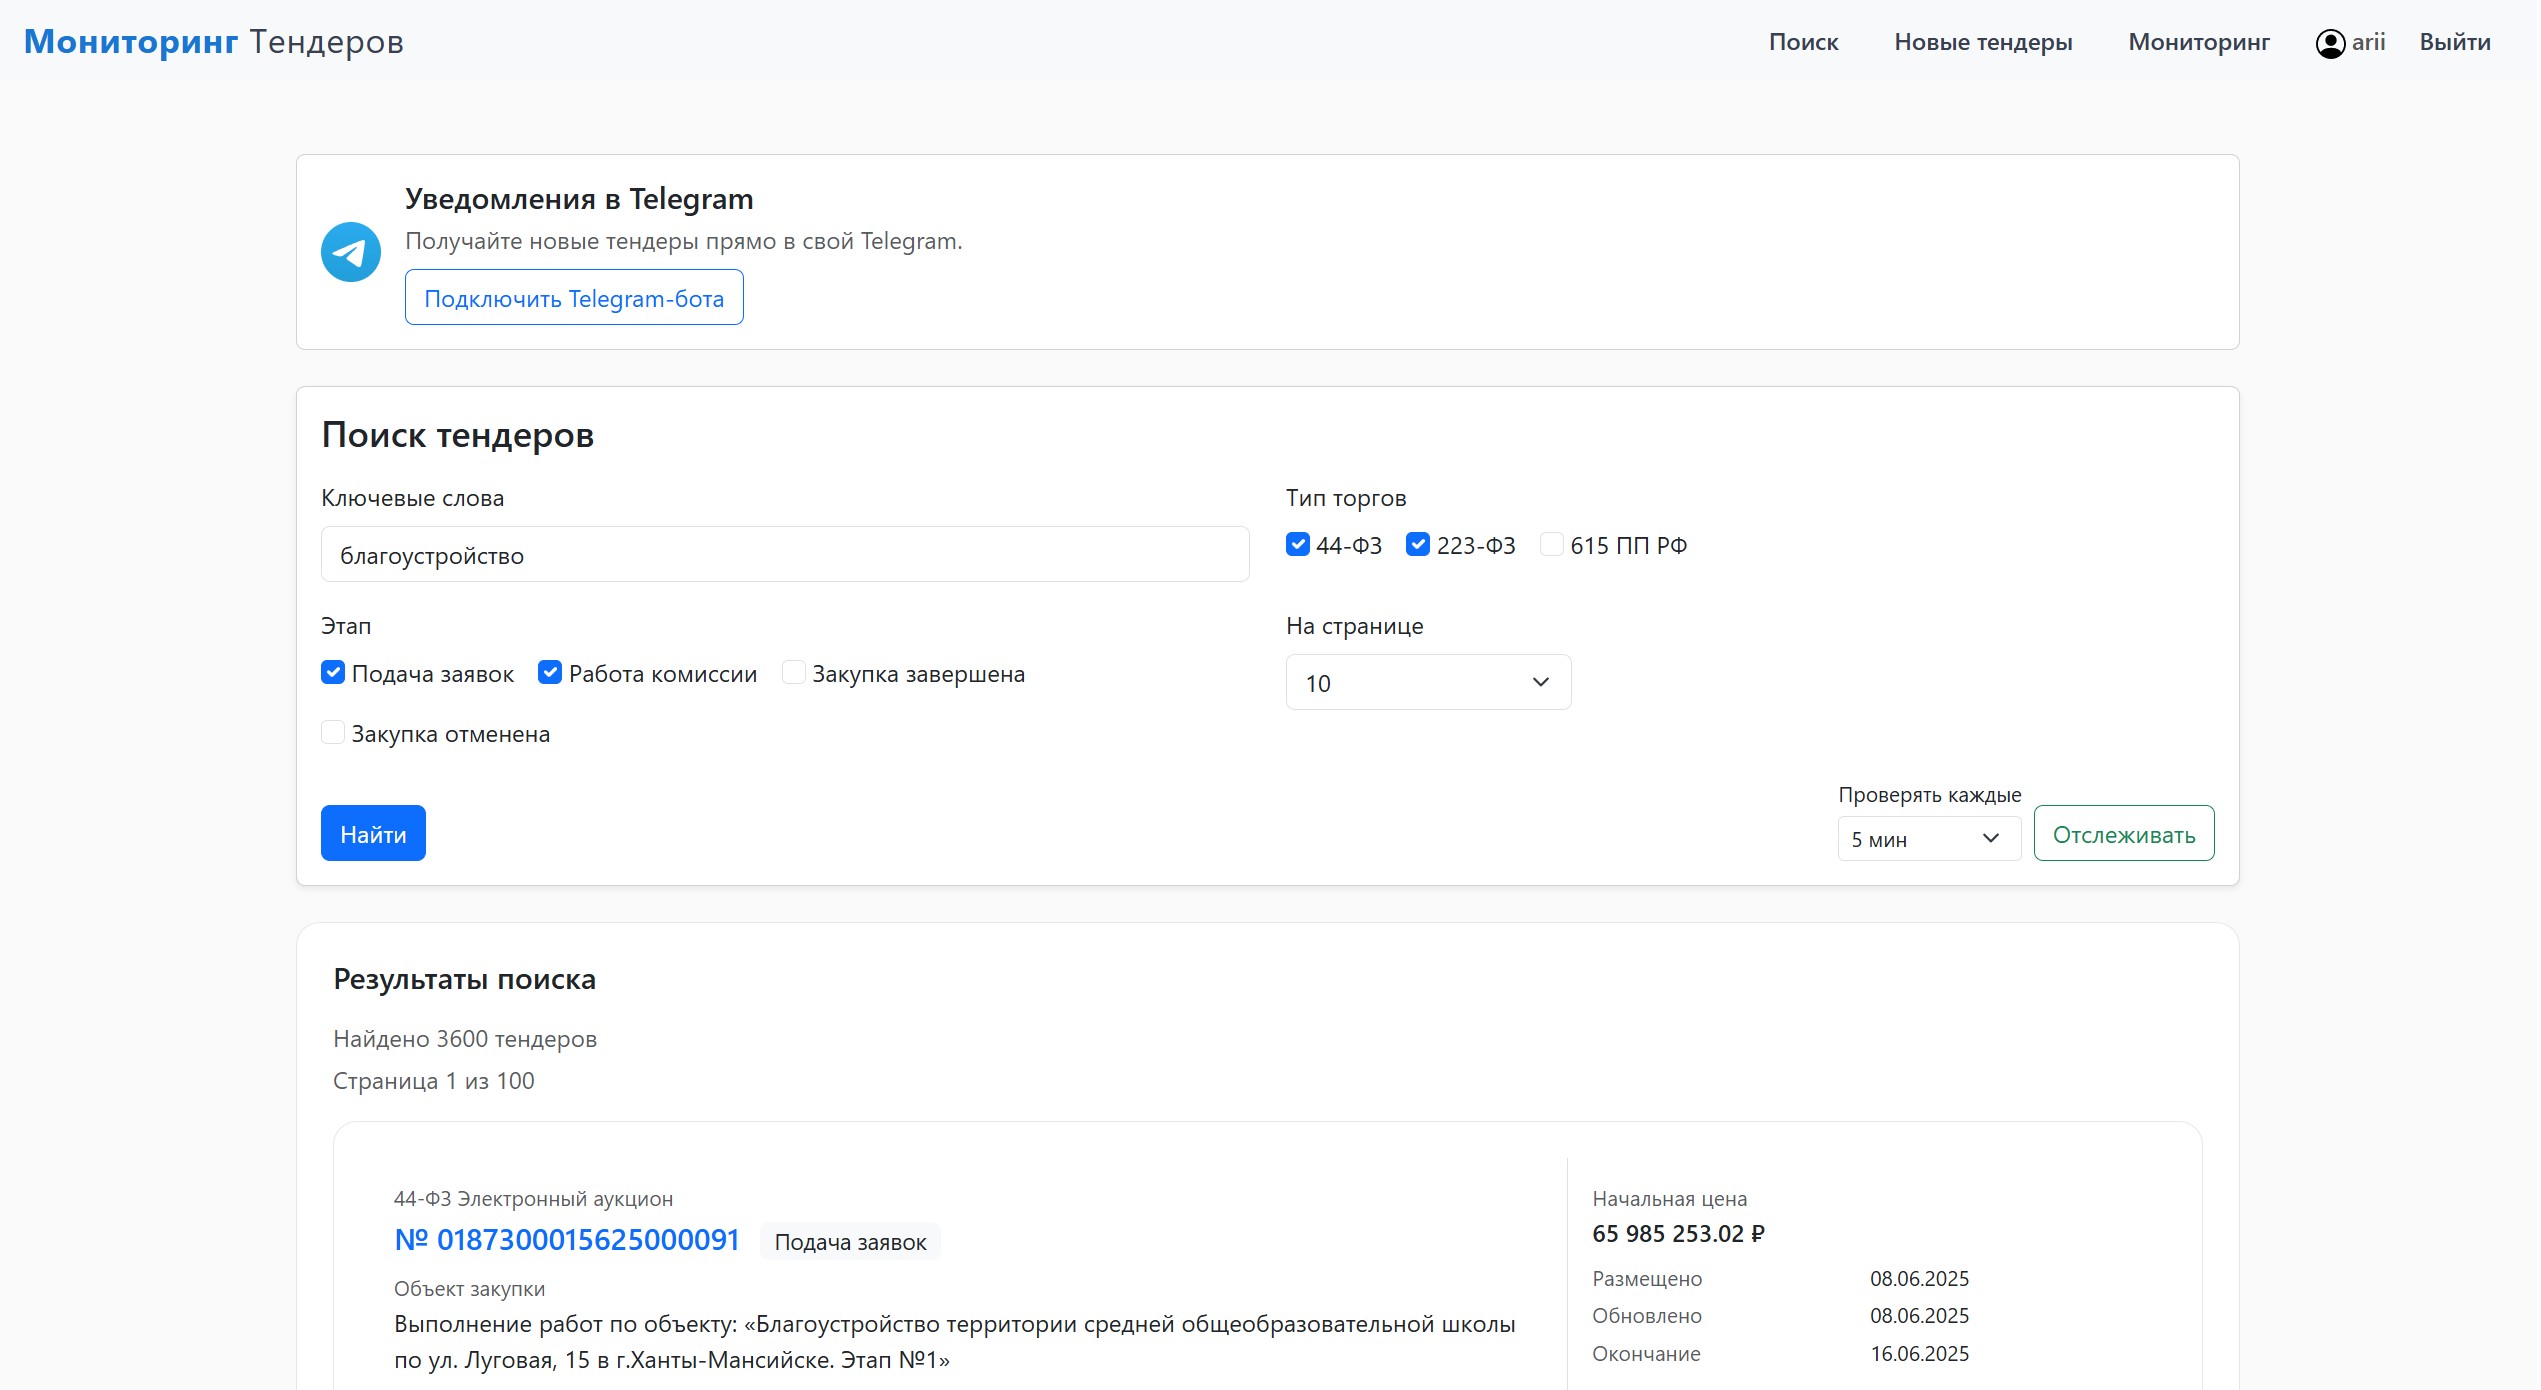 Мониторинг Тендеров
Поиск
Новые тендеры
Мониторинг
arii
Выйти
Уведомления в Telegram
Получайте новые тендеры прямо в свой Telegram.
Подключить Telegram-бота
Поиск тендеров
Ключевые слова
благоустройство
Тип торгов
44-ФЗ
223-ФЗ
615 ПП РФ
Этап
Подача заявок
Работа комиссии
Закупка завершена
Закупка отменена
На странице
10
Найти
Проверять каждые
5 мин
Отслеживать
Результаты поиска
Найдено 3600 тендеров
Страница 1 из 100
44-ФЗ Электронный аукцион
№ 0187300015625000091
Подача заявок
Объект закупки
Выполнение работ по объекту: «Благоустройство территории средней общеобразовательной школы
по ул. Луговая, 15 в г.Ханты-Мансийске. Этап №1»
Начальная цена
65 985 253.02 ₽
Размещено 08.06.2025
Обновлено 08.06.2025
Окончание 16.06.2025